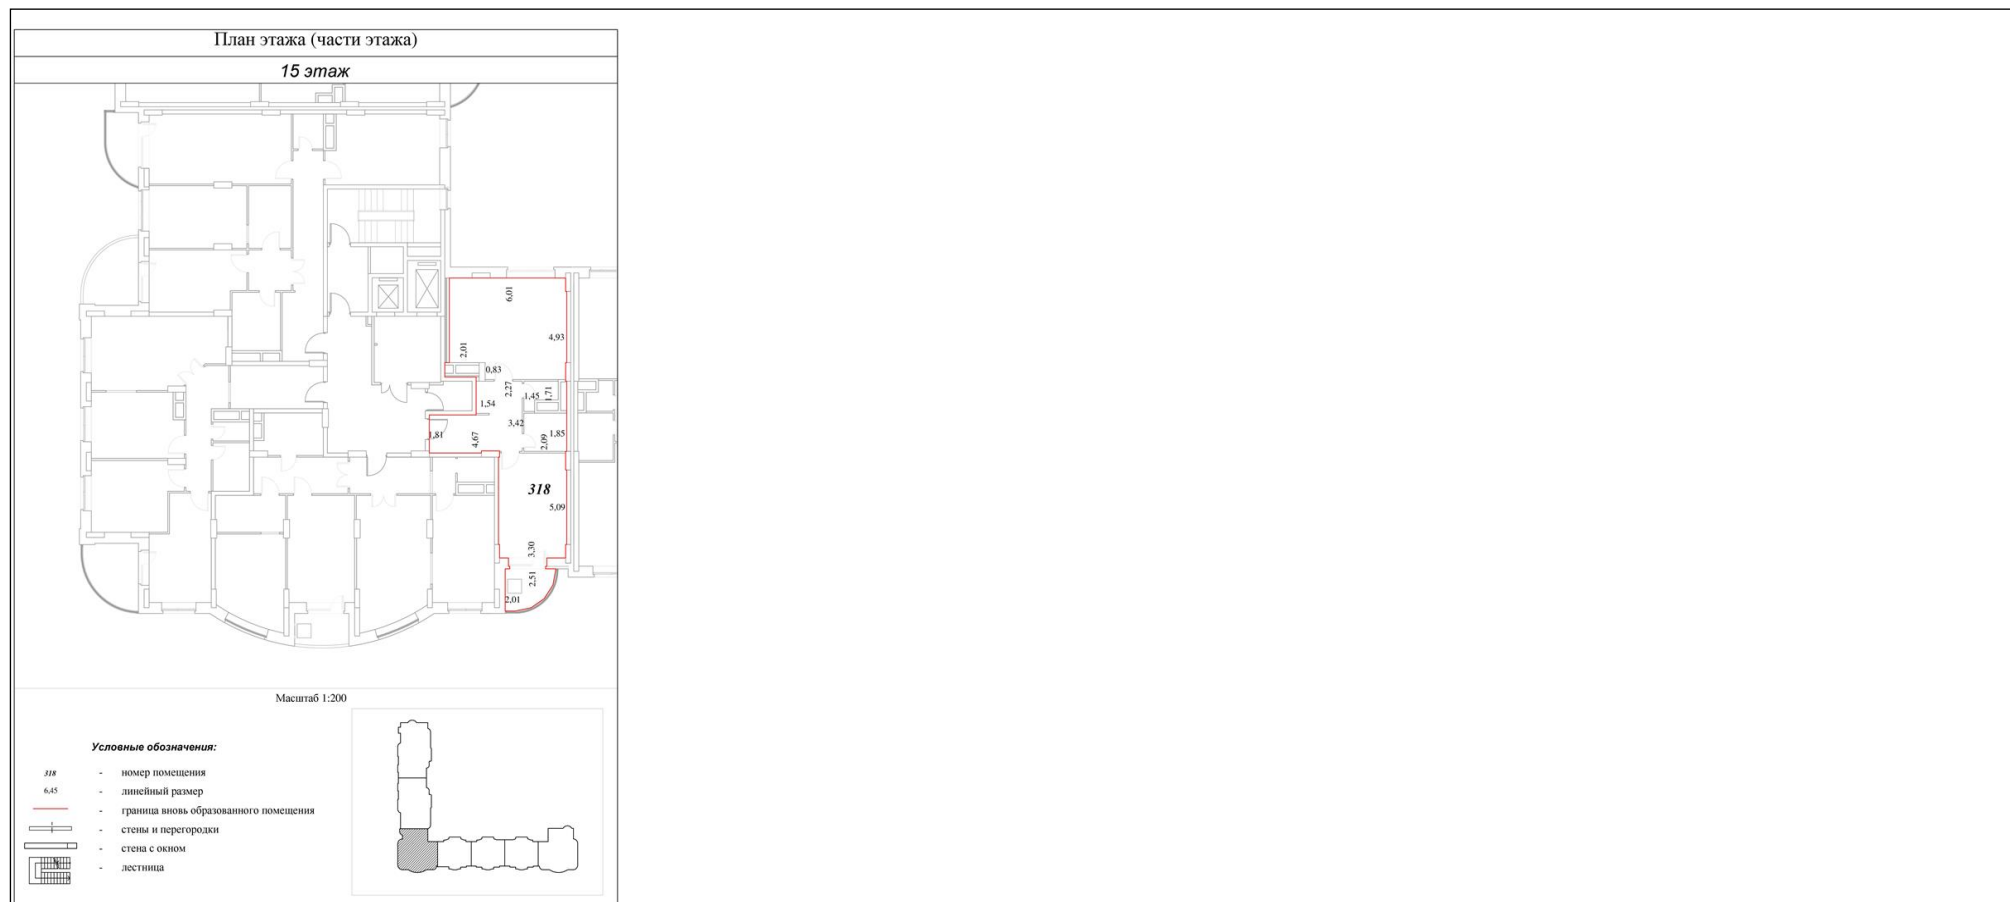 План этажа (части этажа)
15 этаж
6,01
4,93
2,01
0,83
2,27
1,45
1,71
1,54
3,42
1,81
4,67
2,09
1,85
318
5,09
3,30
2,51
2,01
Масштаб 1:200
Условные обозначения:
318 - номер помещения
6,45 - линейный размер
- граница вновь образованного помещения
- стены и перегородки
- стена с окном
- лестница